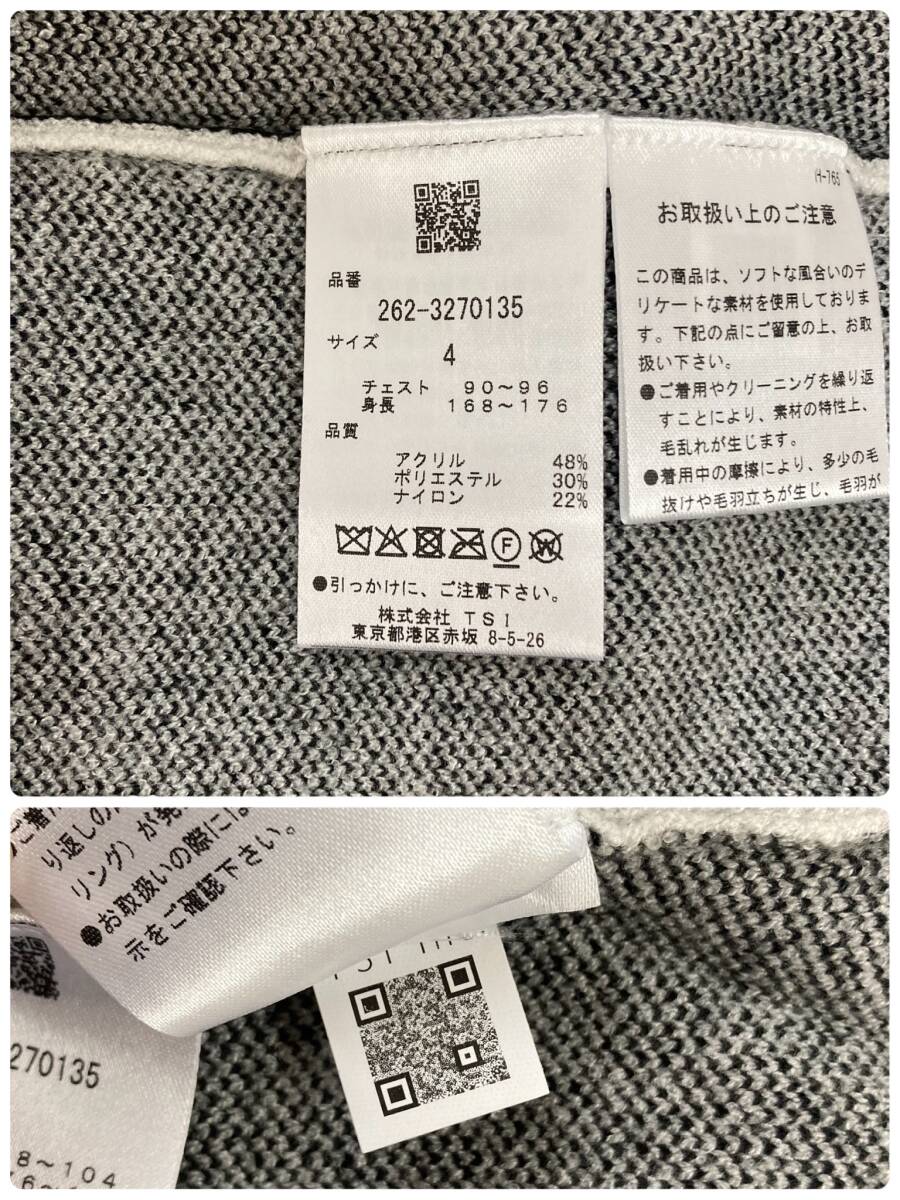 品番
262-3270135
サイズ
4
チェスト 90～96
身長 168～176
品質
アクリル 48%
ポリエステル 30%
ナイロン 22%
F
W
●引っかけに、ご注意下さい。
株式会社 TSI
東京都港区赤坂 8-5-26
H-765
お取扱い上のご注意
この商品は、ソフトな風合いのデ
リケートな素材を使用しておりま
す。下記の点にご留意の上、お取
扱い下さい。
●ご着用やクリーニングを繰り返
すことにより、素材の特性上、
毛乱れが生じます。
●着用中の摩擦により、多少の毛
抜けや毛羽立ちが生じ、毛羽が
り返しの
リング）が
●お取扱いの際には
示をご確認下さい。
TSI
270135
8～104